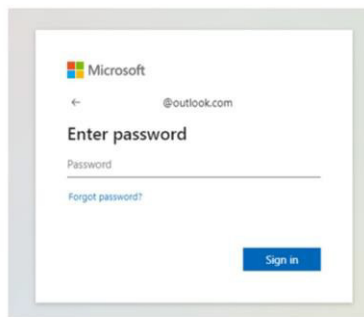 Microsoft
← @outlook.com
Enter password
Password
Forgot password?
Sign in